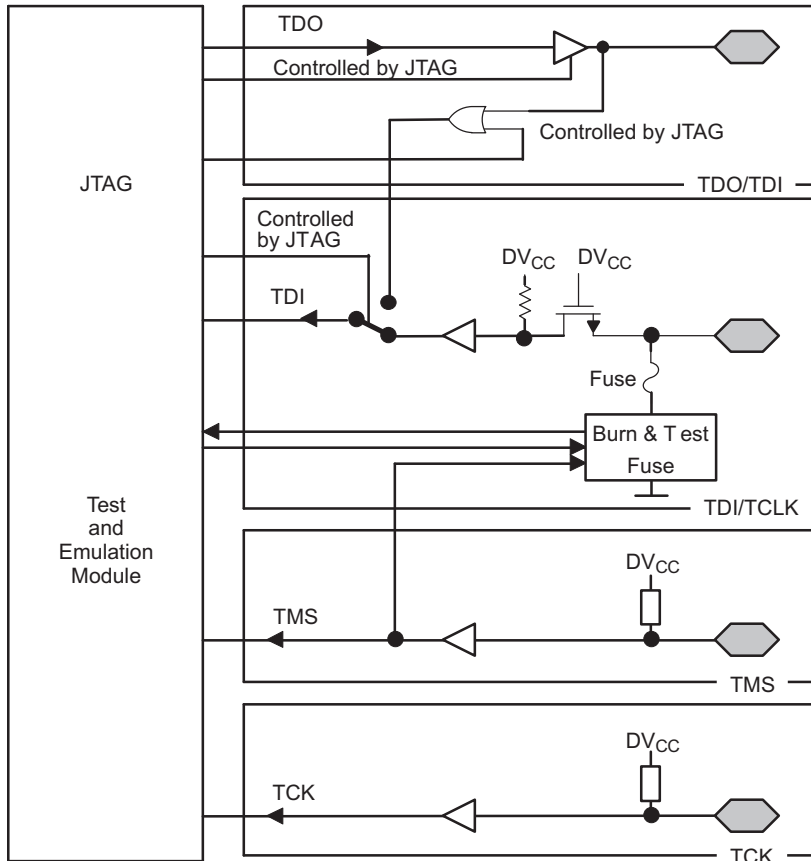 TDO
Controlled by JTAG
Controlled by JTAG
JTAG
TDO/TDI
Controlled
by JTAG
DVCC
DVCC
TDI
Fuse
Burn & Test
Fuse
TDI/TCLK
Test
and
Emulation
Module
DVCC
TMS
TMS
DVCC
TCK
TCK